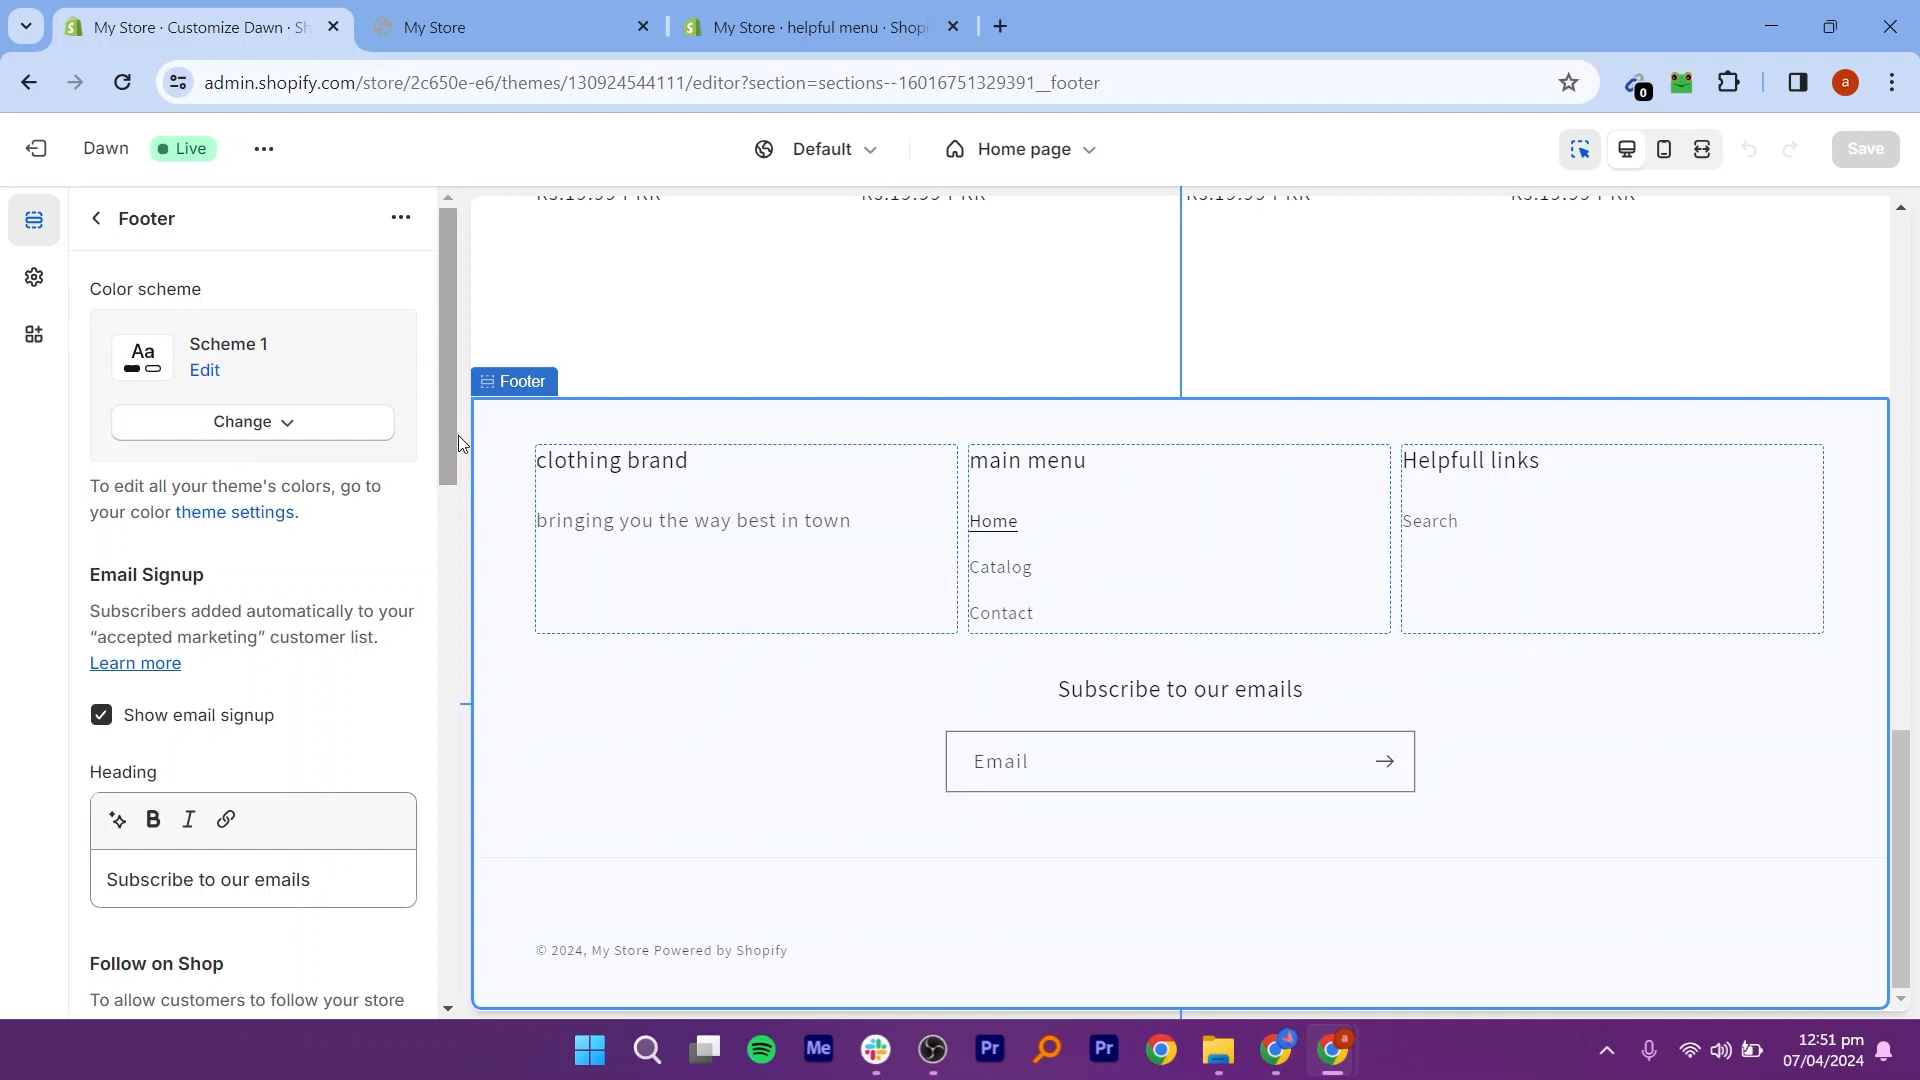 My Store · Customize Dawn · Sh
My Store
My Store · helpful menu · Shopi
admin.shopify.com/store/2c650e-e6/themes/130924544111/editor?section=sections--16016751329391__footer
0
a
Dawn
Live
Default
Home page
Save
Footer
Rs.19.99 PKR
Rs.19.99 PKR
Rs.19.99 PKR
Rs.19.99 PKR
Color scheme
Aa
Scheme 1
Edit
Change
To edit all your theme's colors, go to
your color theme settings.
Email Signup
Subscribers added automatically to your
“accepted marketing” customer list.
Learn more
Show email signup
Heading
B I
Subscribe to our emails
Follow on Shop
To allow customers to follow your store
Footer
clothing brand
bringing you the way best in town
main menu
Home
Catalog
Contact
Helpfull links
Search
Subscribe to our emails
Email
© 2024, My Store Powered by Shopify
Me
Pr
Pr
a
12:51 pm
07/04/2024